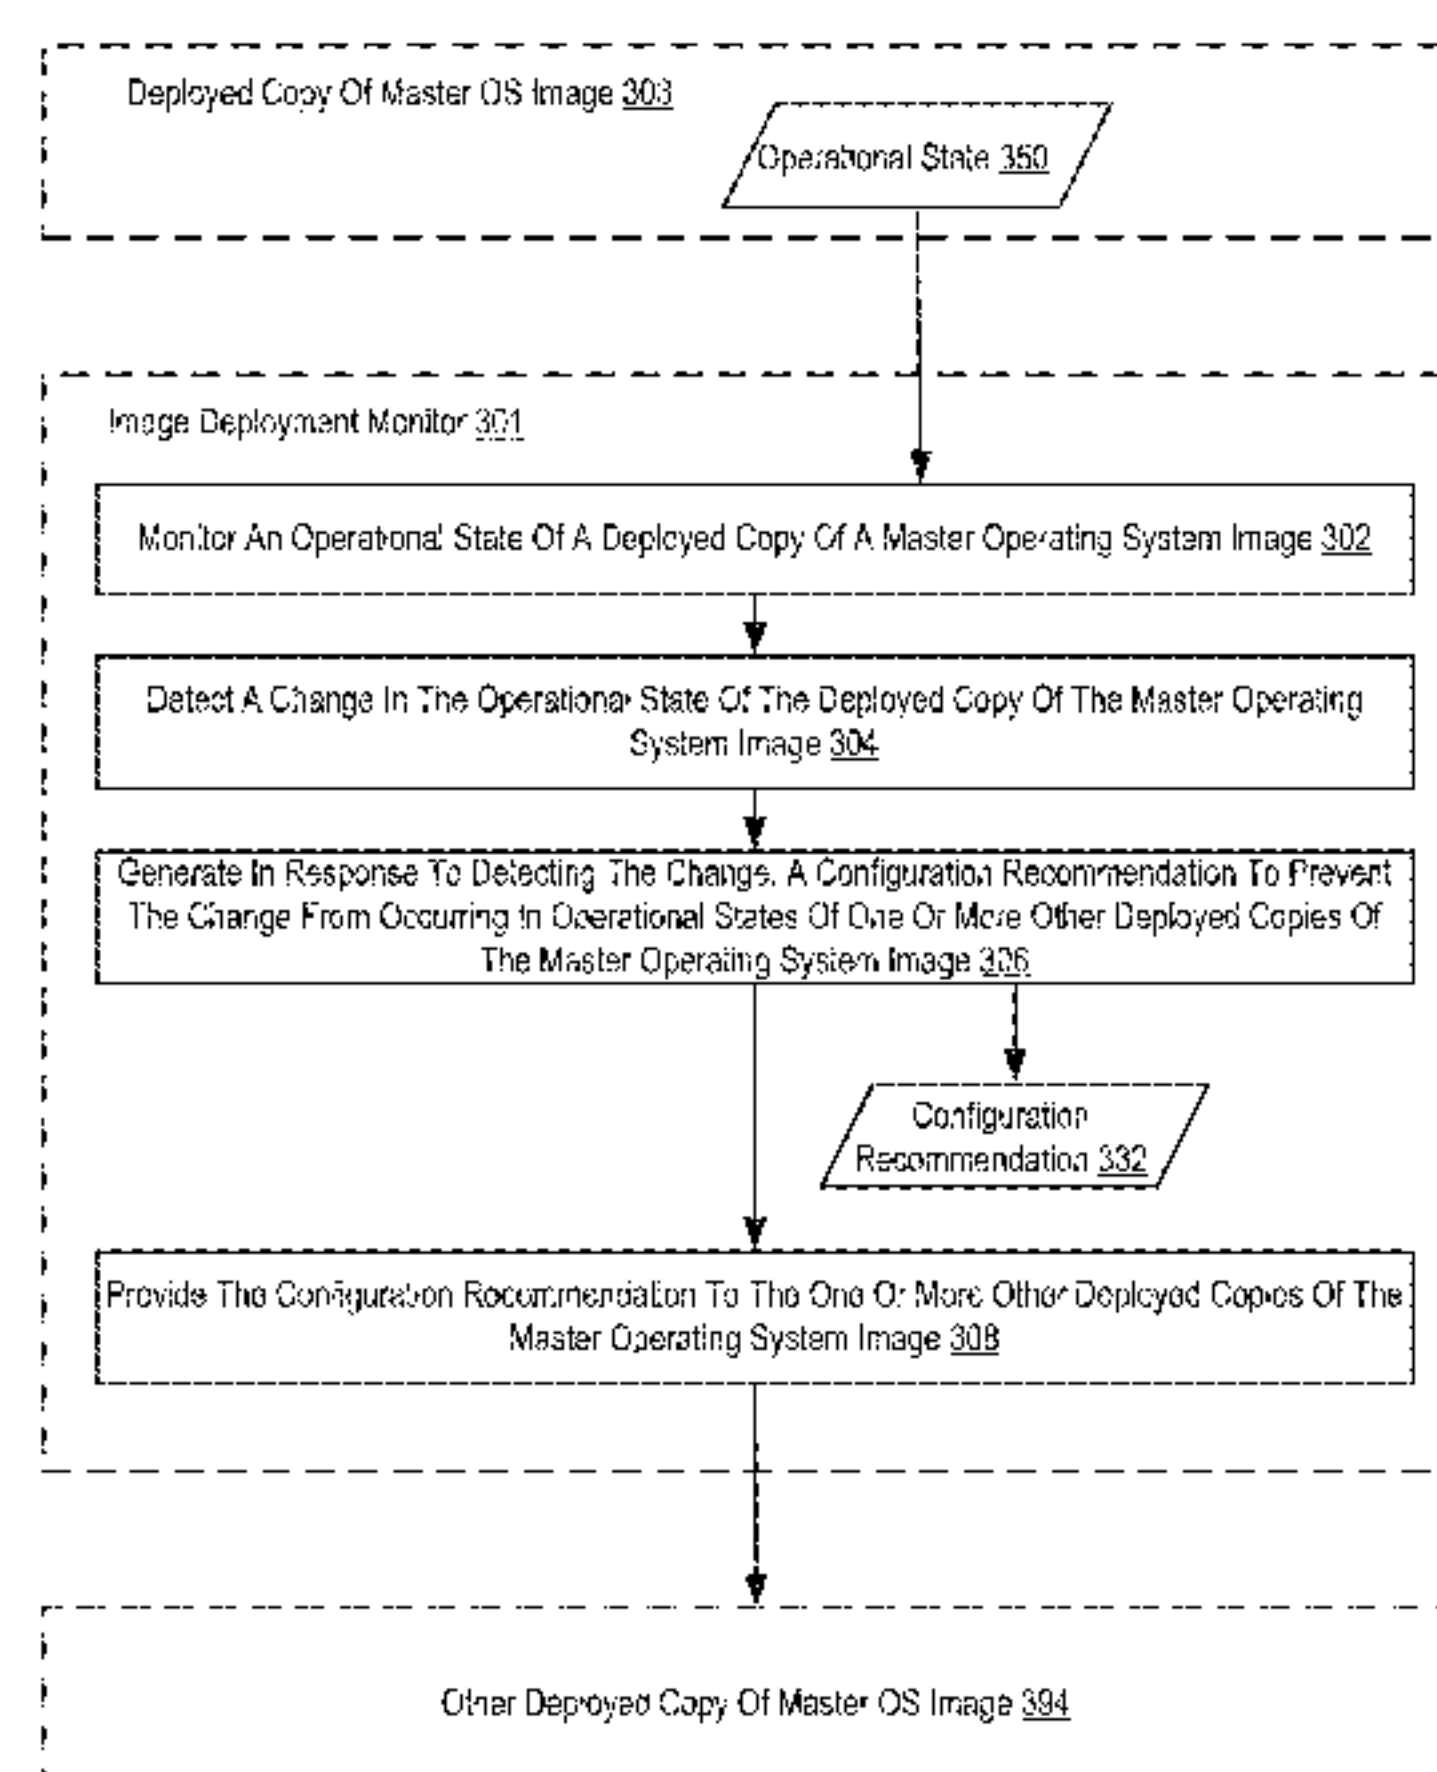 Deployed Copy Of Master OS Image 303
Operational State 350
Image Deployment Monitor 301
Monitor An Operational State Of A Deployed Copy Of A Master Operating System Image 302
Detect A Change In The Operational State Of The Deployed Copy Of The Master Operating
System Image 304
Generate In Response To Detecting The Change, A Configuration Recommendation To Prevent
The Change From Occurring In Operational States Of One Or More Other Deployed Copies Of
The Master Operating System Image 306
Configuration
Recommendation 332
Provide The Configuration Recommendation To The One Or More Other Deployed Copies Of The
Master Operating System Image 308
Other Deployed Copy Of Master OS Image 394